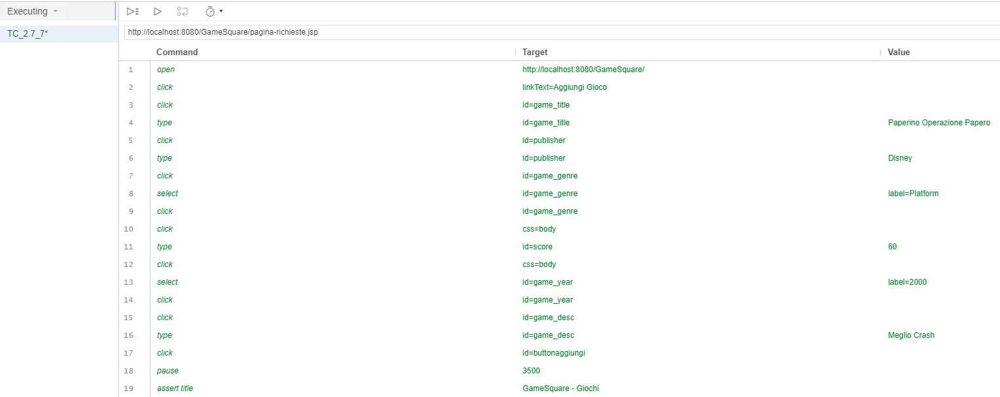 Executing
TC_2.7_7*
http://localhost:8080/GameSquare/pagina-richieste.jsp
Command Target Value
1 open http://localhost:8080/GameSquare/
2 click linkText=Aggiungi Gioco
3 click id=game_title
4 type id=game_title Paperino Operazione Papero
5 click id=publisher
6 type id=publisher Disney
7 click id=game_genre
8 select id=game_genre label=Platform
9 click id=game_genre
10 click css=body
11 type id=score 60
12 click css=body
13 select id=game_year label=2000
14 click id=game_year
15 click id=game_desc
16 type id=game_desc Meglio Crash
17 click id=buttonaggiungi
18 pause 3500
19 assert title GameSquare - Giochi